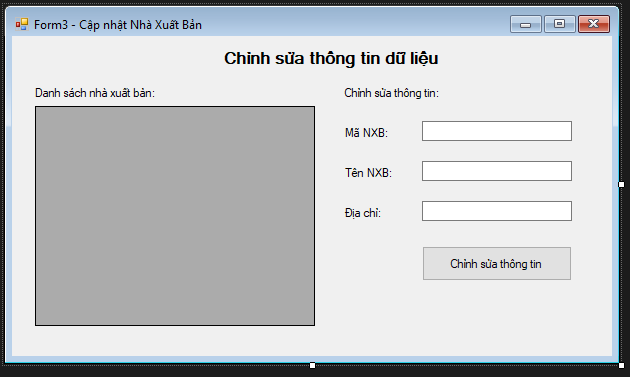 Form3 - Cập nhật Nhà Xuất Bản
Chỉnh sửa thông tin dữ liệu
Danh sách nhà xuất bản:
Chỉnh sửa thông tin:
Mã NXB:
Tên NXB:
Địa chỉ:
Chỉnh sửa thông tin